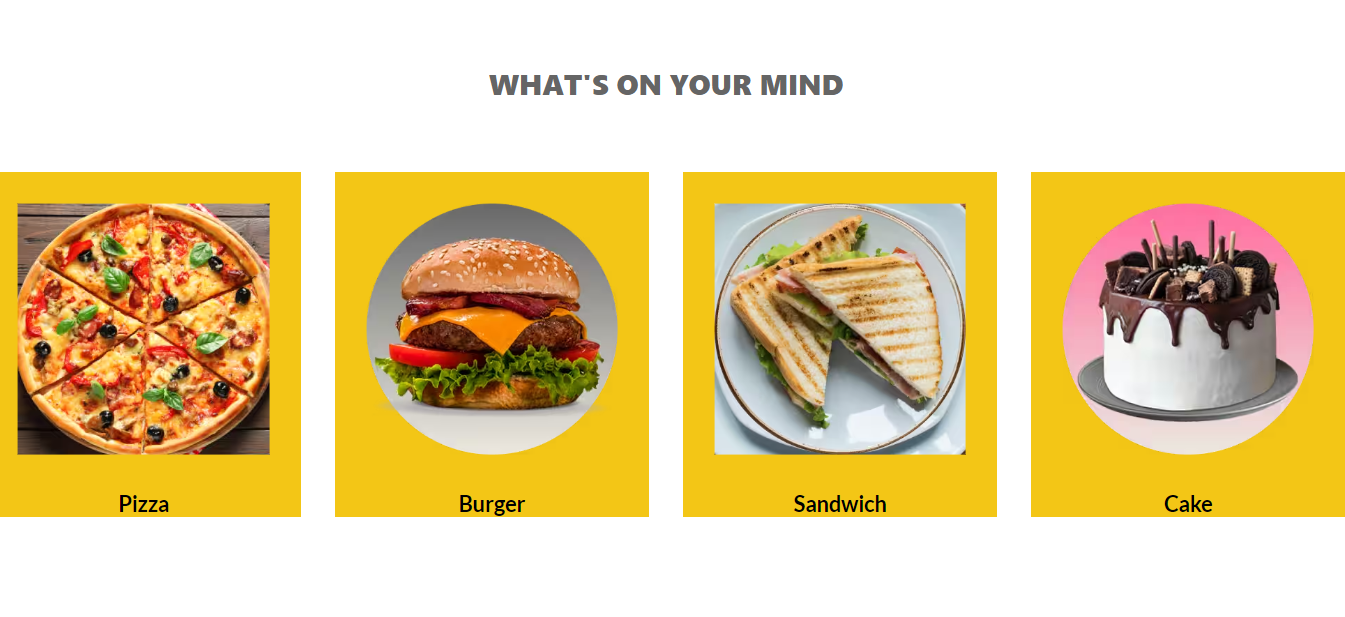 WHAT'S ON YOUR MIND
Pizza
Burger
Sandwich
Cake